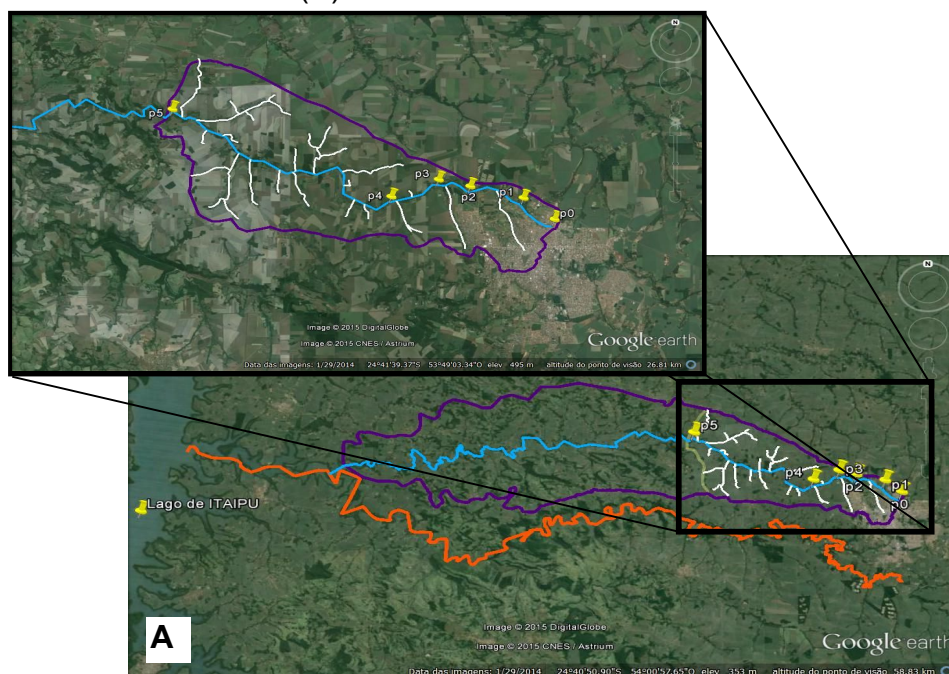 N
p5
p3
p4
p2
p1
p0
Image © 2015 DigitalGlobe
Image © 2015 CNES / Astrium
Google earth
Data das imagens: 1/29/2014 24°41'39.37"S 53°49'03.34"O elev 495 m altitude do ponto de visão 26.81 km
N
p5
p4
p3
p2
p1
p0
Lago de ITAIPU
Image © 2015 DigitalGlobe
Image © 2015 CNES / Astrium
Google earth
A
Data das imagens: 1/29/2014 24°40'50.90"S 54°00'57.65"O elev 353 m altitude do ponto de visão 58.83 km